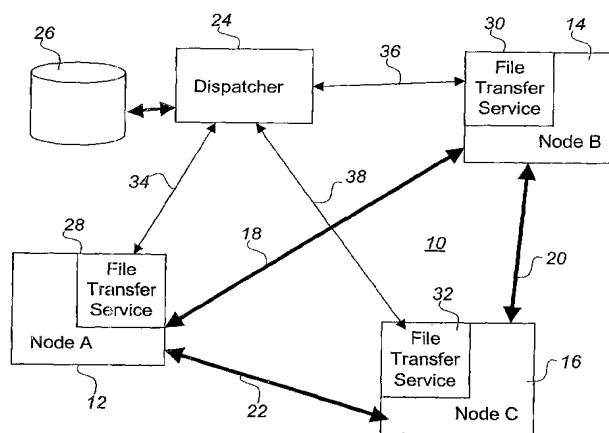 26
24
Dispatcher
36
30
14
File
Transfer
Service
Node B
34
38
28
18
10
20
File
Transfer
Service
Node A
32
File
Transfer
Service
16
12
22
Node C